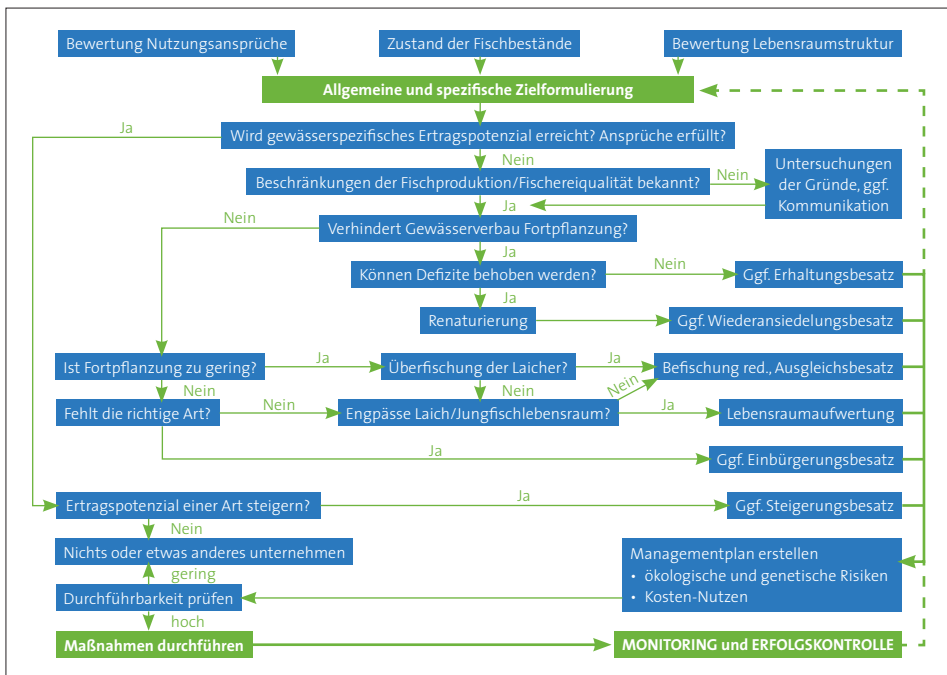 Bewertung Nutzungsansprüche
Zustand der Fischbestände
Bewertung Lebensraumstruktur
Allgemeine und spezifische Zielformulierung
Ja
Wird gewässerspezifisches Ertragspotenzial erreicht? Ansprüche erfüllt?
Nein
Beschränkungen der Fischproduktion/Fischereiqualität bekannt?
Nein
Untersuchungen
der Gründe, ggf.
Kommunikation
Ja
Nein
Verhindert Gewässerverbau Fortpflanzung?
Ja
Können Defizite behoben werden?
Nein
Ggf. Erhaltungsbesatz
Ja
Renaturierung
Ggf. Wiederansiedelungsbesatz
Ist Fortpflanzung zu gering?
Ja
Überfischung der Laicher?
Ja
Befischung red., Ausgleichsbesatz
Nein
Nein
Nein
Fehlt die richtige Art?
Nein
Engpässe Laich/Jungfischlebensraum?
Ja
Lebensraumaufwertung
Ja
Ggf. Einbürgerungsbesatz
Ertragspotenzial einer Art steigern?
Ja
Ggf. Steigerungsbesatz
Nein
Nichts oder etwas anderes unternehmen
Managementplan erstellen
• ökologische und genetische Risiken
• Kosten-Nutzen
gering
Durchführbarkeit prüfen
hoch
Maßnahmen durchführen
MONITORING und ERFOLGSKONTROLLE